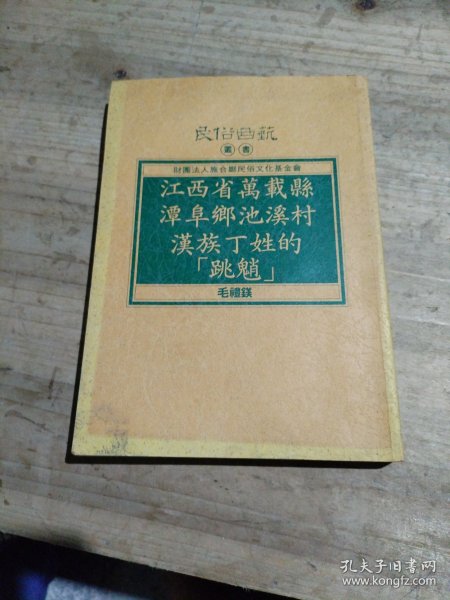 民俗曲藝
叢書
財團法人施合鄭民俗文化基金會
江西省萬載縣
潭阜鄉池溪村
漢族丁姓的
「跳魈」
毛禮鎂
孔夫子旧书网
www.kongfz.com